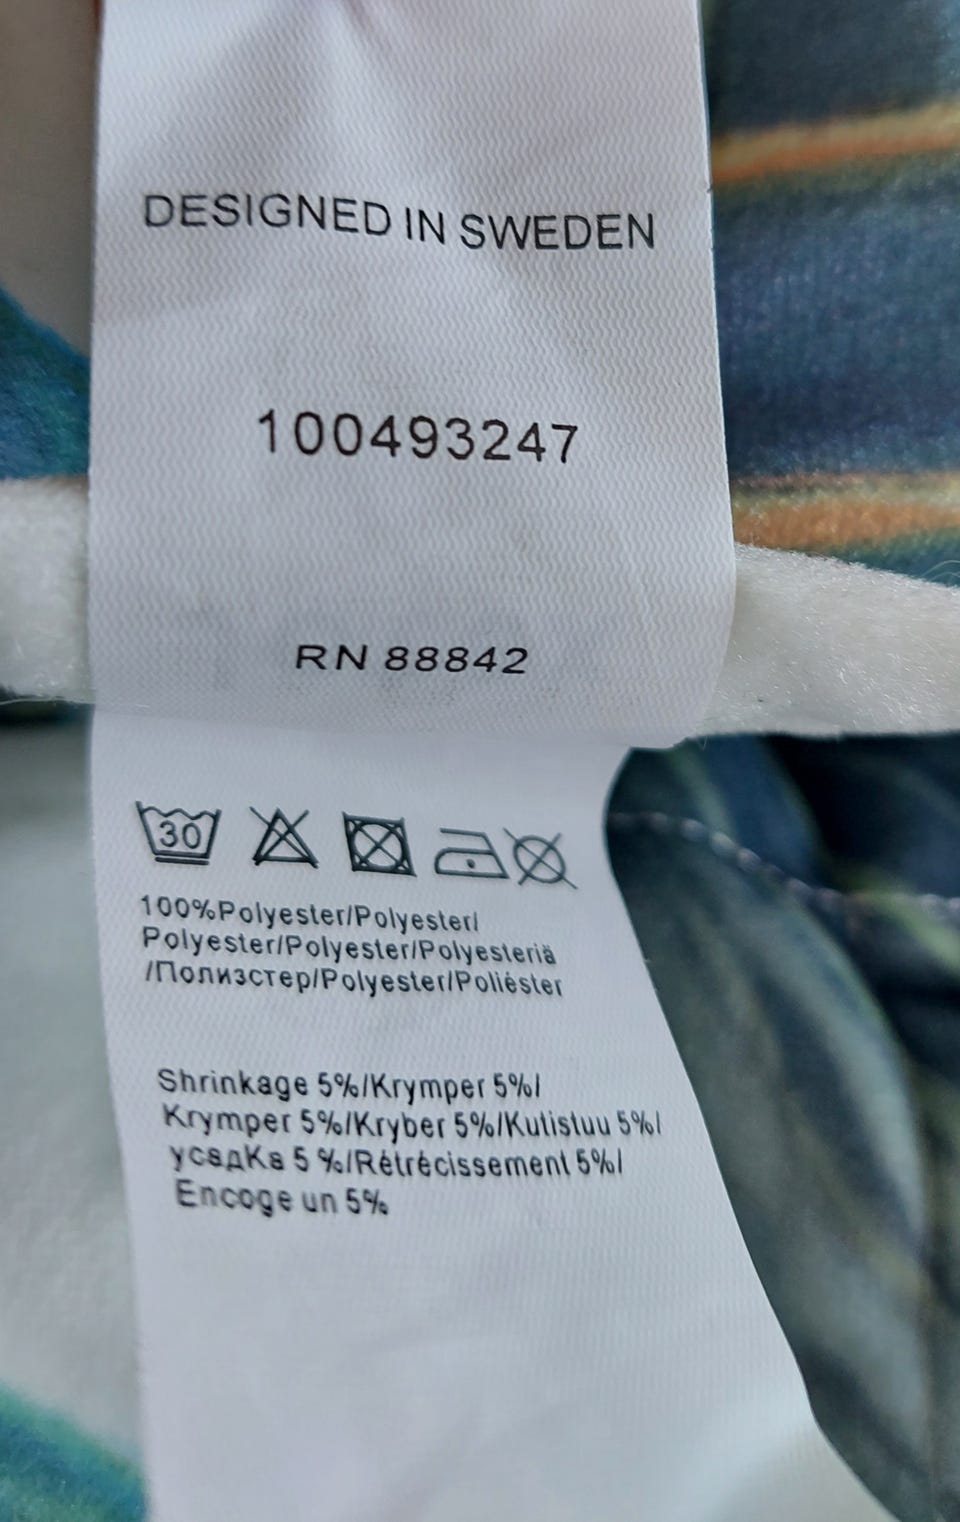 DESIGNED IN SWEDEN
100493247
RN 88842
30
100%Polyester/Polyester/
Polyester/Polyester/Polyesteriä
/Полизстер/Polyester/Poliéster
Shrinkage 5%/Krymper 5%/
Krymper 5%/Kryber 5%/Kutistuu 5%/
усадКа 5 %/Rétrécissement 5%/
Encoge un 5%